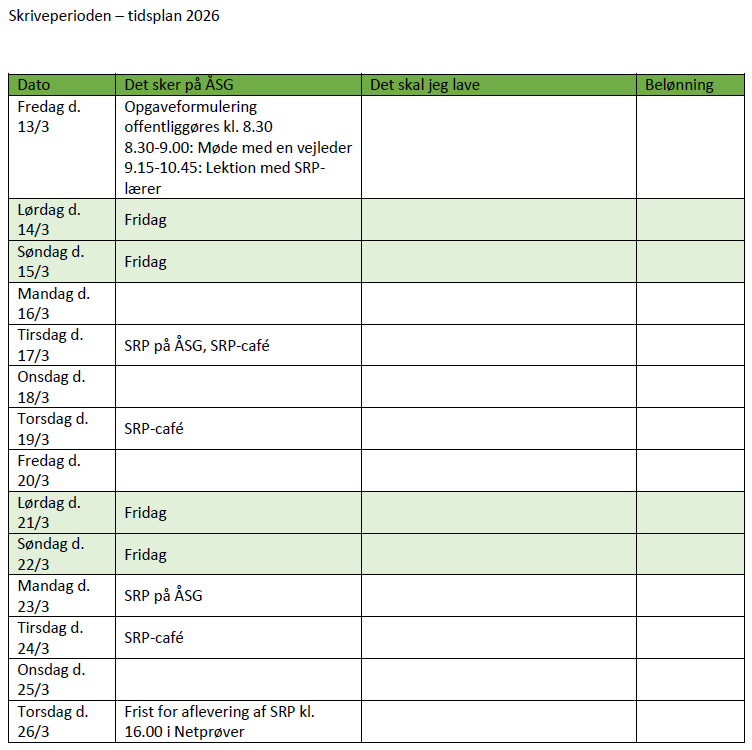 Skriveperioden – tidsplan 2026
Dato Det sker på ÅSG Det skal jeg lave Belønning
Fredag d.
13/3
Opgaveformulering
offentliggøres kl. 8.30
8.30-9.00: Møde med en vejleder
9.15-10.45: Lektion med SRP-
lærer
Lørdag d.
14/3
Fridag
Søndag d.
15/3
Fridag
Mandag d.
16/3
Tirsdag d.
17/3
SRP på ÅSG, SRP-café
Onsdag d.
18/3
Torsdag d.
19/3
SRP-café
Fredag d.
20/3
Lørdag d.
21/3
Fridag
Søndag d.
22/3
Fridag
Mandag d.
23/3
SRP på ÅSG
Tirsdag d.
24/3
SRP-café
Onsdag d.
25/3
Torsdag d.
26/3
Frist for aflevering af SRP kl.
16.00 i Netprøver